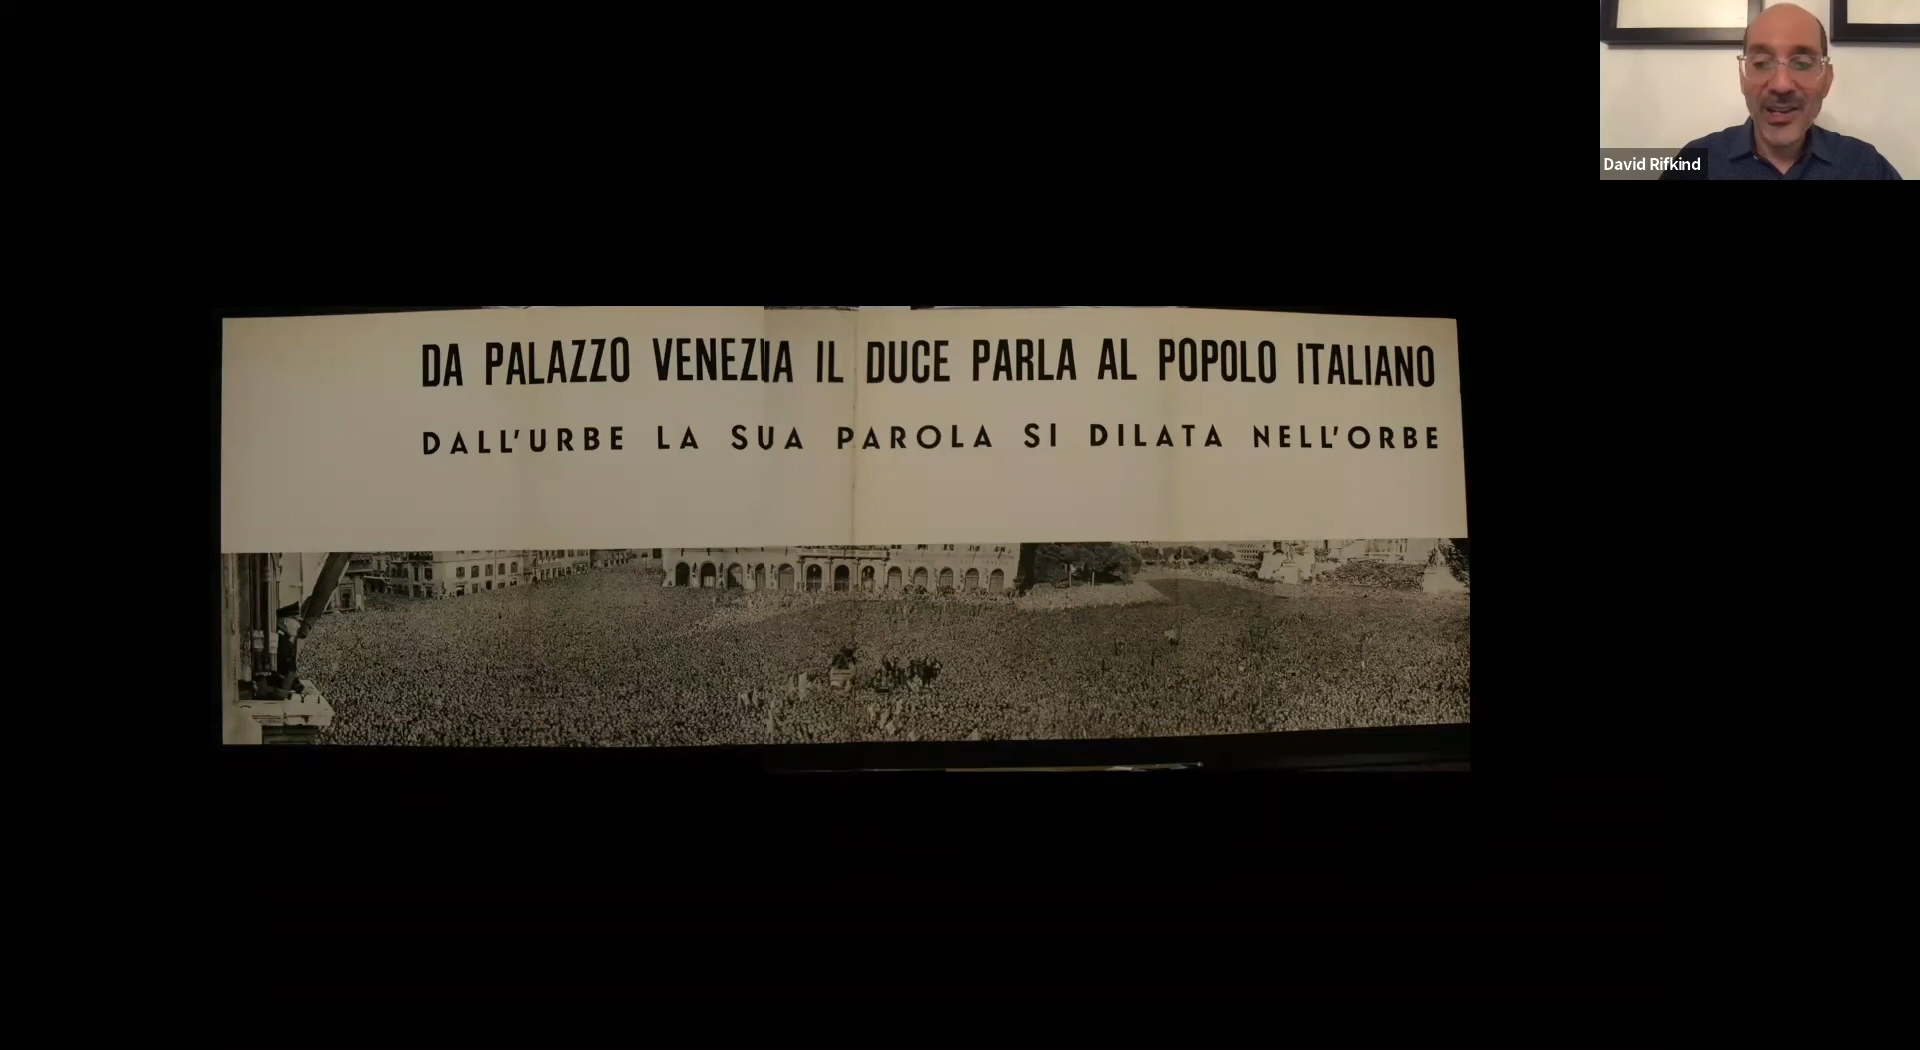 David Rifkind
DA PALAZZO VENEZIA IL DUCE PARLA AL POPOLO ITALIANO
DALL'URBE LA SUA PAROLA SI DILATA NELL'ORBE